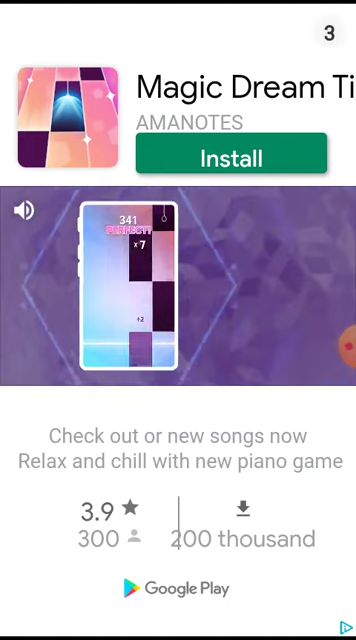 3
Magic Dream Ti
AMANOTES
Install
341
PERFECT!
x 7
+2
Check out or new songs now
Relax and chill with new piano game
3.9
300
200 thousand
Google Play